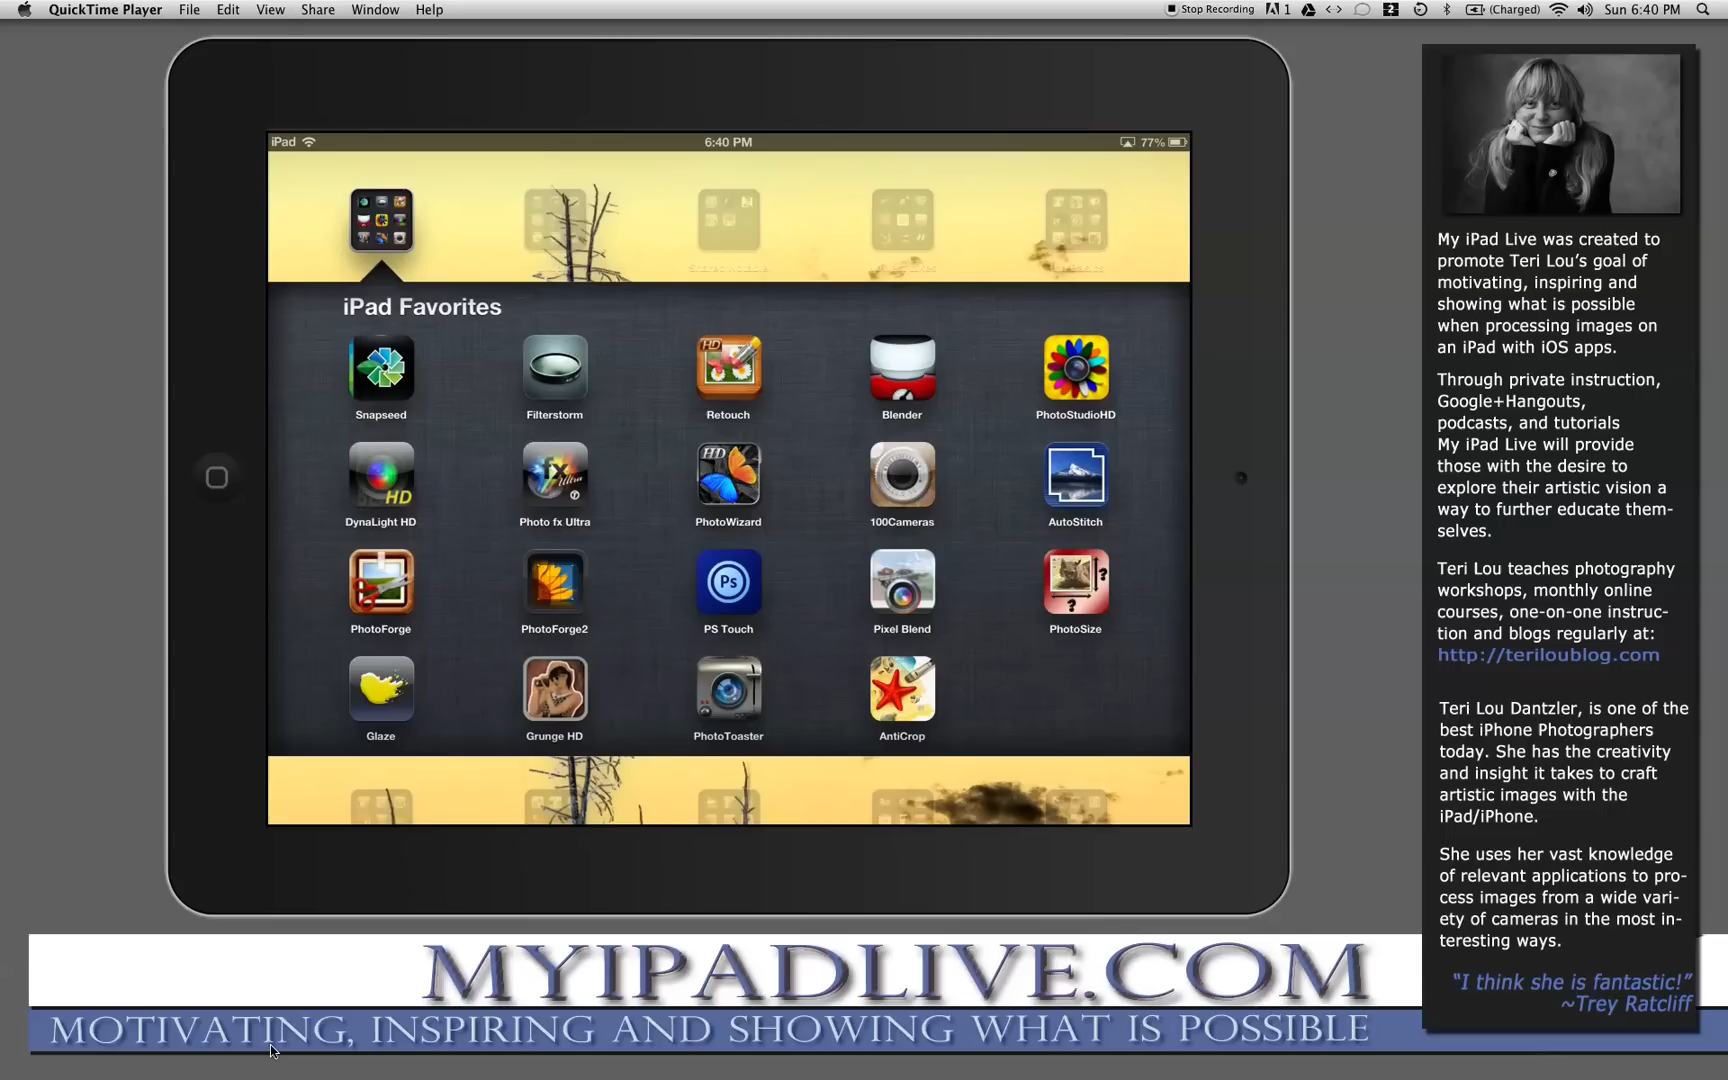 QuickTime Player File Edit View Share Window Help
Stop Recording 1 2 (Charged) Sun 6:40 PM
iPad 6:40 PM 77%
iPad Favorites
Snapseed Filterstorm Retouch Blender PhotoStudioHD
DynaLight HD Photo fx Ultra PhotoWizard 100Cameras AutoStitch
PhotoForge PhotoForge2 PS Touch Pixel Blend PhotoSize
Glaze Grunge HD PhotoToaster AntiCrop
MYIPADLIVE.COM
MOTIVATING, INSPIRING AND SHOWING WHAT IS POSSIBLE
My iPad Live was created to
promote Teri Lou's goal of
motivating, inspiring and
showing what is possible
when processing images on
an iPad with iOS apps.
Through private instruction,
Google+Hangouts,
podcasts, and tutorials
My iPad Live will provide
those with the desire to
explore their artistic vision a
way to further educate them-
selves.
Teri Lou teaches photography
workshops, monthly online
courses, one-on-one instruc-
tion and blogs regularly at:
http://teriloublog.com
Teri Lou Dantzler, is one of the
best iPhone Photographers
today. She has the creativity
and insight it takes to craft
artistic images with the
iPad/iPhone.
She uses her vast knowledge
of relevant applications to pro-
cess images from a wide vari-
ety of cameras in the most in-
teresting ways.
"I think she is fantastic!"
~Trey Ratcliff